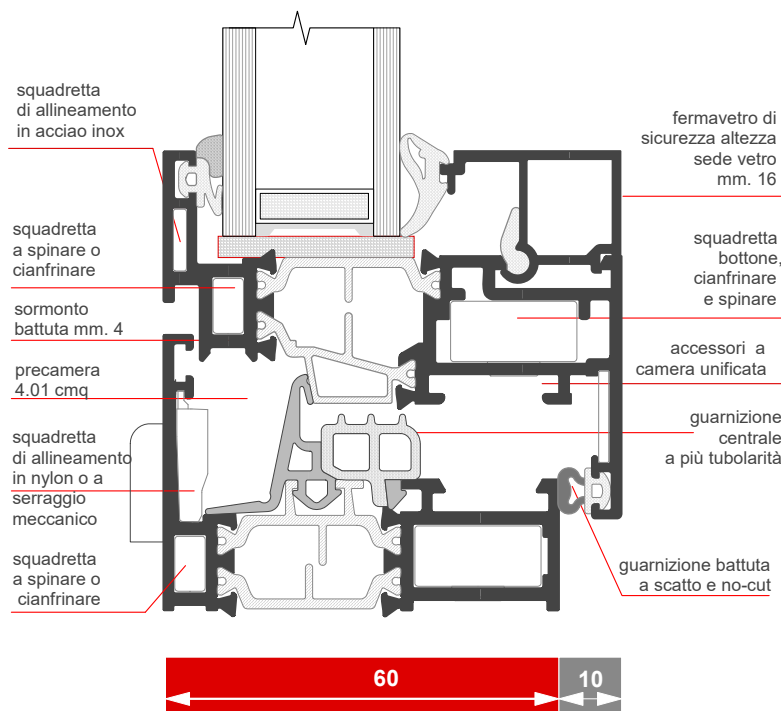 squadretta
di allineamento
in acciao inox
squadretta
a spinare o
cianfrinare
sormonto
battuta mm. 4
precamera
4.01 cmq
squadretta
di allineamento
in nylon o a
serraggio
meccanico
squadretta
a spinare o
cianfrinare
fermavetro di
sicurezza altezza
sede vetro
mm. 16
squadretta
bottone,
cianfrinare
e spinare
accessori a
camera unificata
guarnizione
centrale
a più tubolarità
guarnizione battuta
a scatto e no-cut
60
10